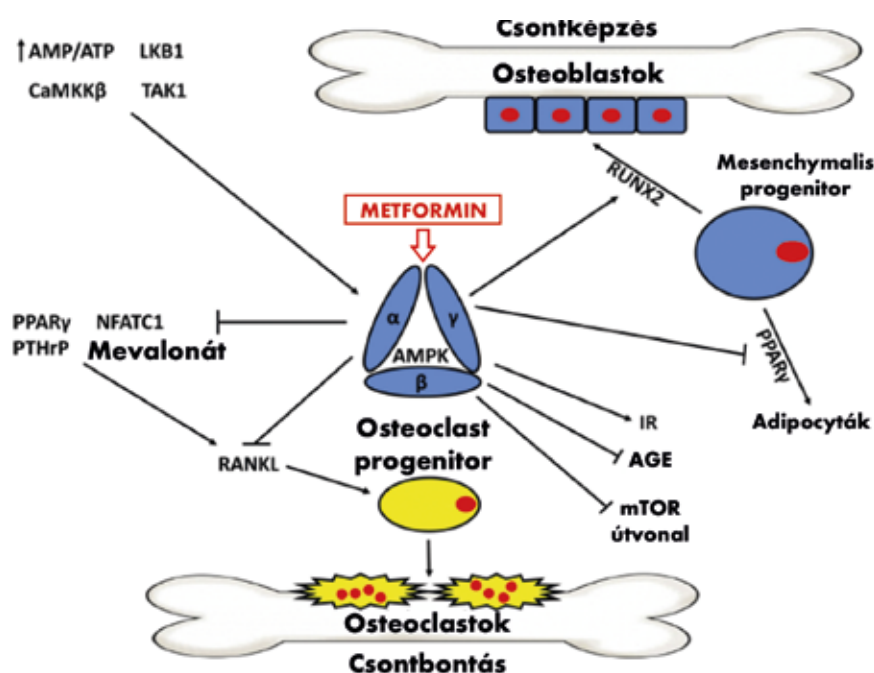 Csontképzés
Osteoblastok
↑AMP/ATP LKB1
CaMKKβ TAK1
RUNX2
Mesenchymalis
progenitor
METFORMIN
α γ
AMPK
β
PPARγ NFATC1
PTHrP Mevalonát
PPARγ
Adipocyták
IR
AGE
mTOR
útvonal
RANKL
Osteoclast
progenitor
Osteoclastok
Csontbontás